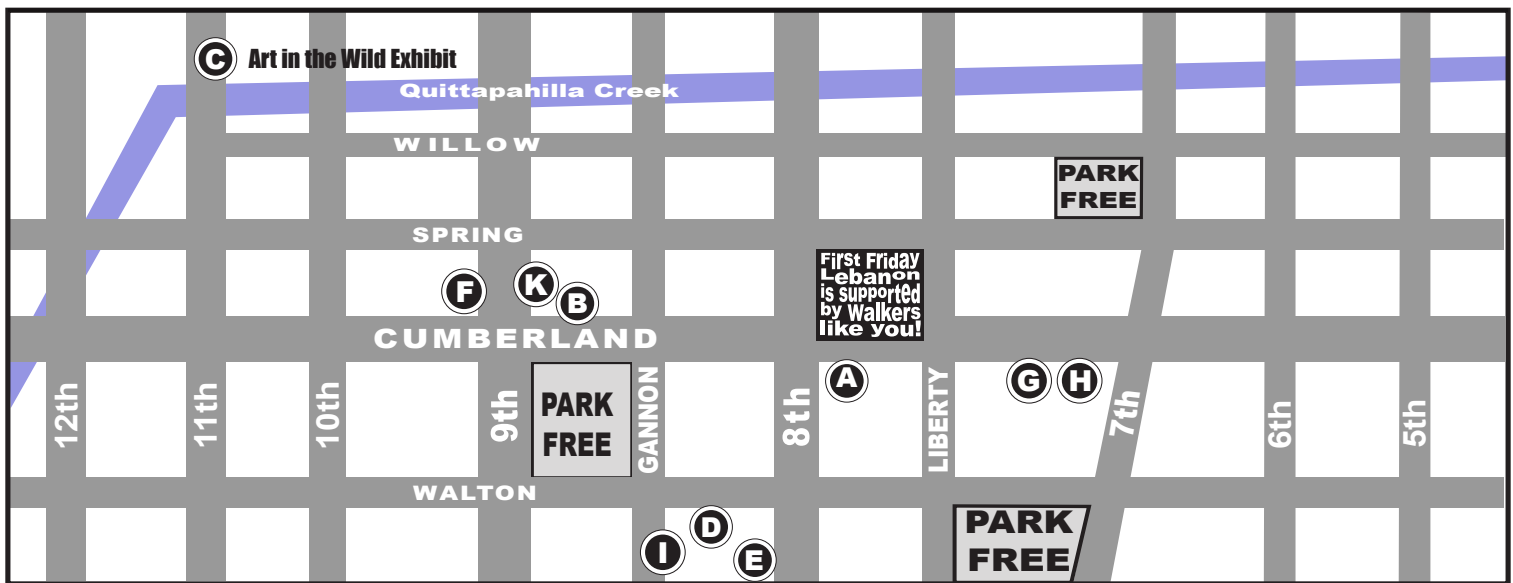 C Art in the Wild Exhibit
Quittapahilla Creek
WILLOW
PARK
FREE
SPRING
First Friday
Lebanon
is supported
by Walkers
like you!
F
K
B
CUMBERLAND
12th
11th
10th
9th
PARK
FREE
GANNON
8th
A
LIBERTY
G
H
7th
6th
5th
WALTON
I
D
E
PARK
FREE